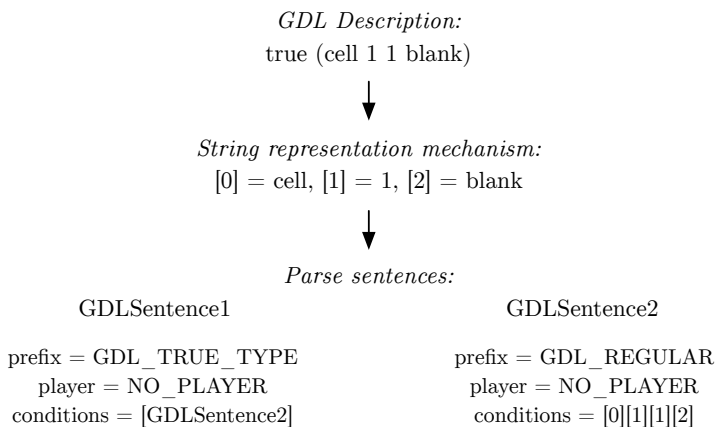 GDL Description:
true (cell 1 1 blank)
String representation mechanism:
[0] = cell, [1] = 1, [2] = blank
Parse sentences:
GDLSentence1
prefix = GDL_TRUE_TYPE
player = NO_PLAYER
conditions = [GDLSentence2]
GDLSentence2
prefix = GDL_REGULAR
player = NO_PLAYER
conditions = [0][1][1][2]